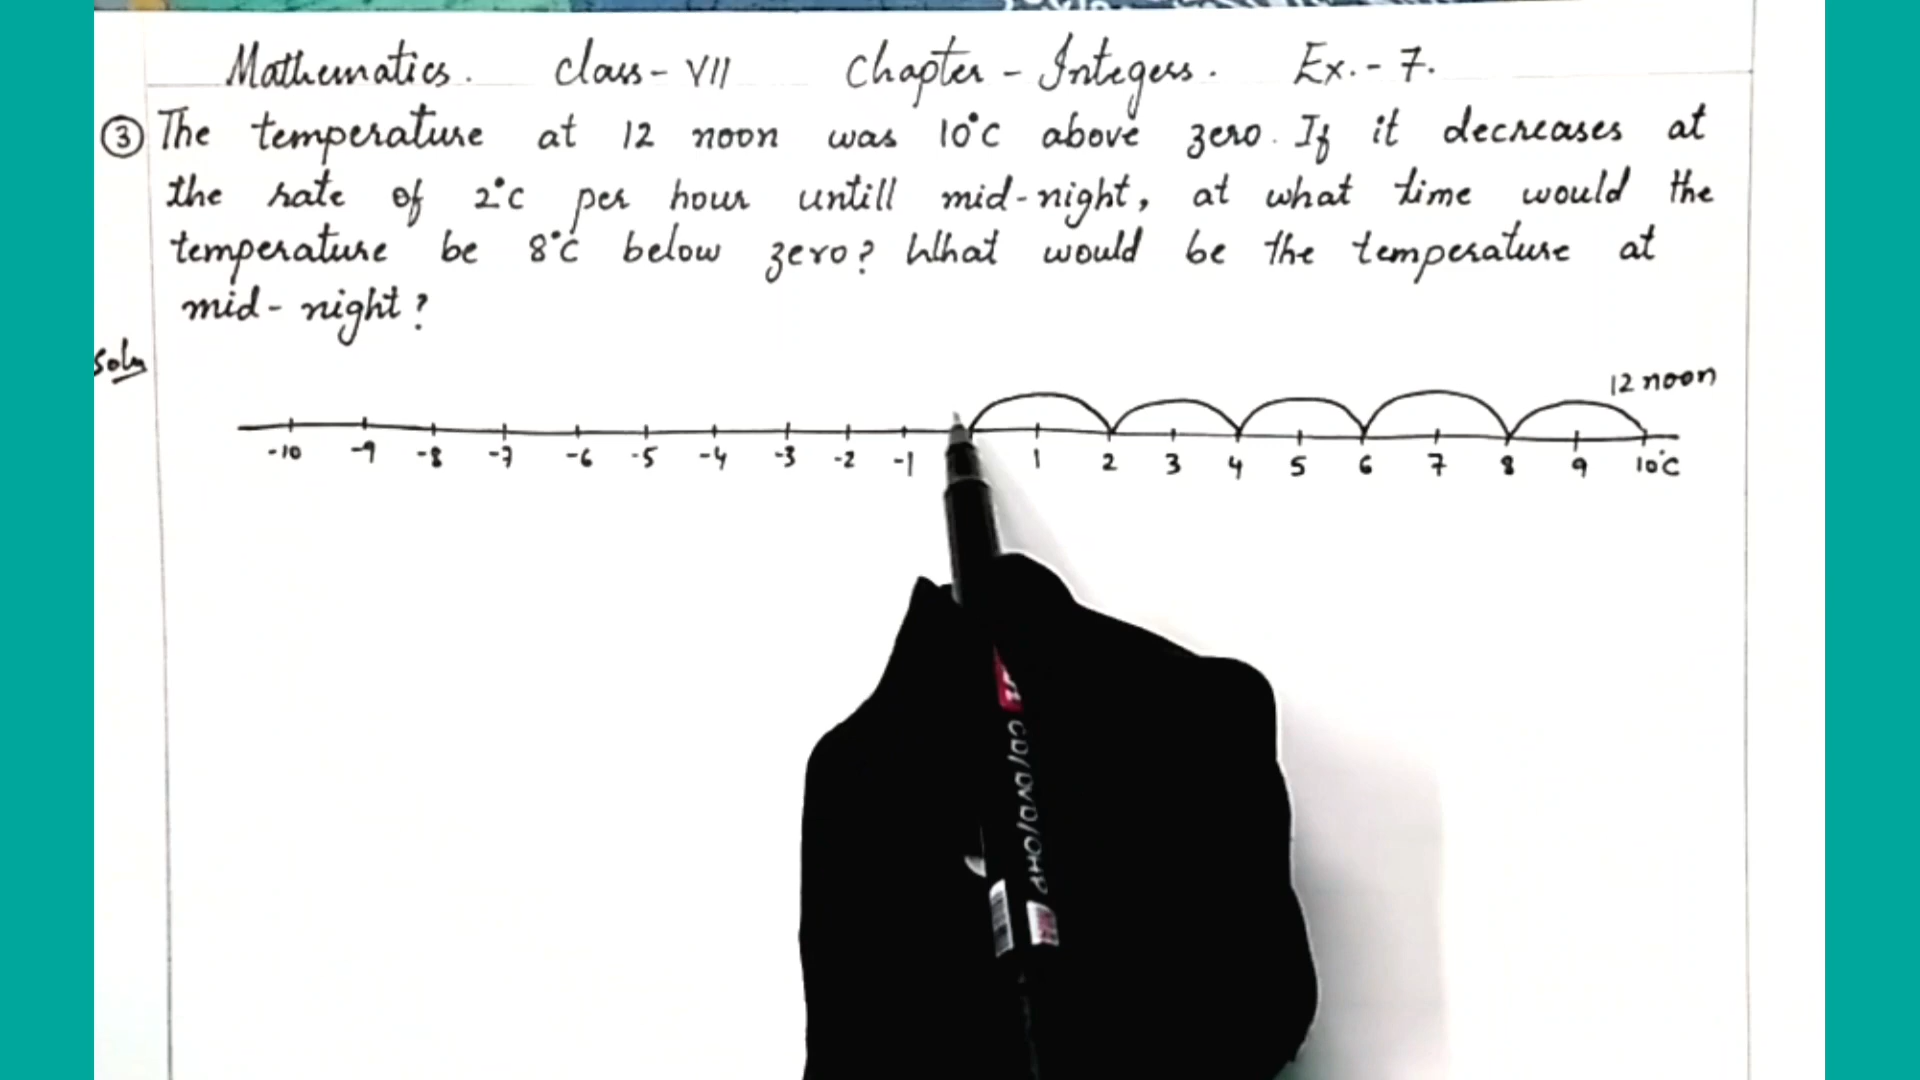 Mathematics. Class - VII Chapter - Integers. Ex. - 7.
③ The temperature at 12 noon was 10°C above zero. If it decreases at
the rate of 2°C per hour untill mid-night, at what time would the
temperature be 8°C below zero? What would be the temperature at
mid-night?
Soln
12 noon
-10 -9 -8 -7 -6 -5 -4 -3 -2 -1 1 2 3 4 5 6 7 8 9 10°C
CD/DVD/OHP